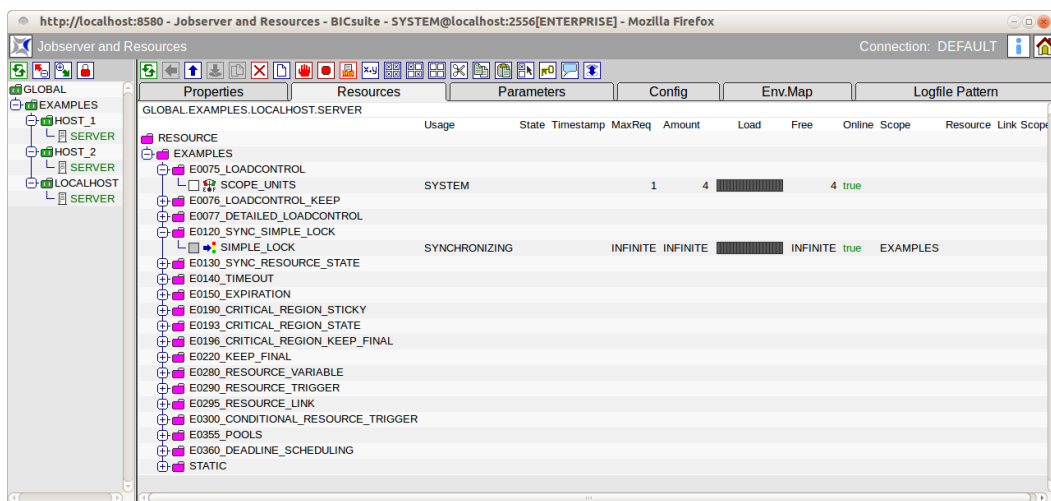 http://localhost:8580 - Jobserver and Resources - BICsuite - SYSTEM@localhost:2556[ENTERPRISE] - Mozilla Firefox
Jobserver and Resources Connection: DEFAULT
GLOBAL
EXAMPLES
HOST_1
SERVER
HOST_2
SERVER
LOCALHOST
SERVER
Properties Resources Parameters Config Env.Map Logfile Pattern
GLOBAL.EXAMPLES.LOCALHOST.SERVER
Usage State Timestamp MaxReq Amount Load Free Online Scope Resource Link Scope
RESOURCE
EXAMPLES
E0075_LOADCONTROL
SCOPE_UNITS SYSTEM 1 4 4 true
E0076_LOADCONTROL_KEEP
E0077_DETAILED_LOADCONTROL
E0120_SYNC_SIMPLE_LOCK
SIMPLE_LOCK SYNCHRONIZING INFINITE INFINITE INFINITE true EXAMPLES
E0130_SYNC_RESOURCE_STATE
E0140_TIMEOUT
E0150_EXPIRATION
E0190_CRITICAL_REGION_STICKY
E0193_CRITICAL_REGION_STATE
E0196_CRITICAL_REGION_KEEP_FINAL
E0220_KEEP_FINAL
E0280_RESOURCE_VARIABLE
E0290_RESOURCE_TRIGGER
E0295_RESOURCE_LINK
E0300_CONDITIONAL_RESOURCE_TRIGGER
E0355_POOLS
E0360_DEADLINE_SCHEDULING
STATIC